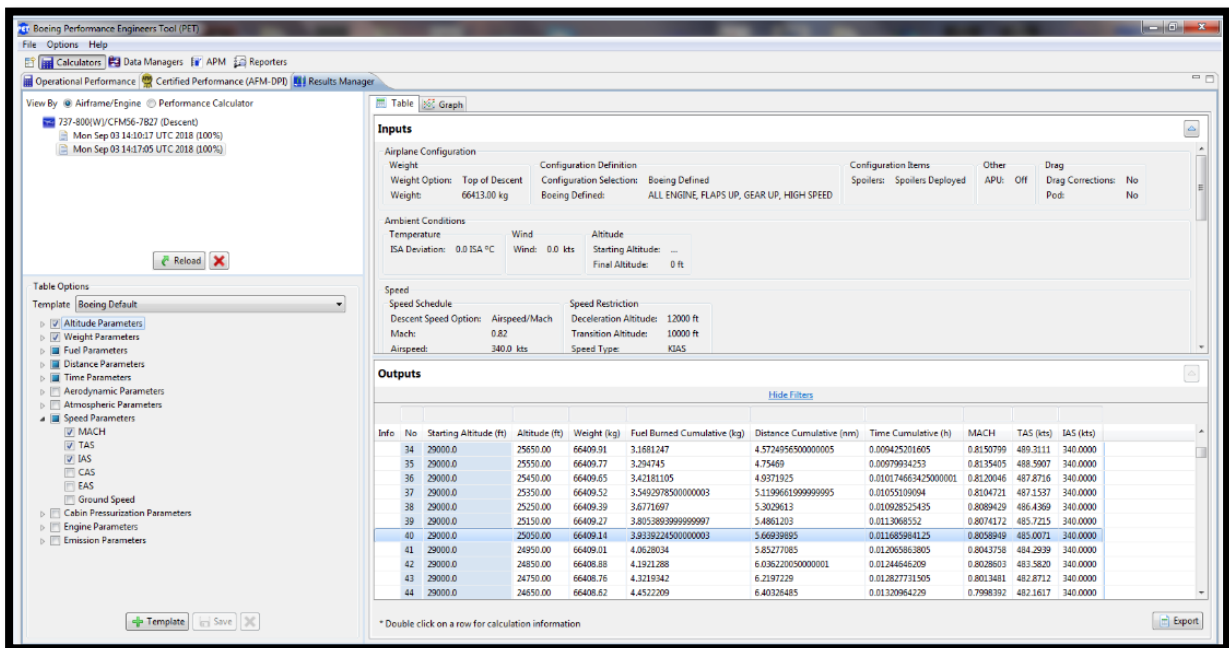 Boeing Performance Engineers Tool (PET)
File Options Help
Calculators Data Managers APM Reporters
Operational Performance Certified Performance (AFM-DPI) Results Manager
View By Airframe/Engine Performance Calculator
737-800(W)/CFM56-7B27 (Descent)
Mon Sep 03 14:10:17 UTC 2018 (100%)
Mon Sep 03 14:17:05 UTC 2018 (100%)
Reload
Table Options
Template Boeing Default
Altitude Parameters
Weight Parameters
Fuel Parameters
Distance Parameters
Time Parameters
Aerodynamic Parameters
Atmospheric Parameters
Speed Parameters
MACH
TAS
IAS
CAS
EAS
Ground Speed
Cabin Pressurization Parameters
Engine Parameters
Emission Parameters
Template Save
Table Graph
Inputs
Airplane Configuration
Weight Configuration Definition Configuration Items Other Drag
Weight Option: Top of Descent Configuration Selection: Boeing Defined Spoilers: Spoilers Deployed APU: Off Drag Corrections: No
Weight: 66413.00 kg Boeing Defined: ALL ENGINE, FLAPS UP, GEAR UP, HIGH SPEED Pod: No
Ambient Conditions
Temperature Wind Altitude
ISA Deviation: 0.0 ISA ºC Wind: 0.0 kts Starting Altitude: ...
Final Altitude: 0 ft
Speed
Speed Schedule Speed Restriction
Descent Speed Option: Airspeed/Mach Deceleration Altitude: 12000 ft
Mach: 0.82 Transition Altitude: 10000 ft
Airspeed: 340.0 kts Speed Type: KIAS
Outputs
Hide Filters
Info No Starting Altitude (ft) Altitude (ft) Weight (kg) Fuel Burned Cumulative (kg) Distance Cumulative (nm) Time Cumulative (h) MACH TAS (kts) IAS (kts)
34 29000.0 25650.00 66409.91 3.1681247 4.5724956500000005 0.009425201605 0.8150799 489.3111 340.0000
35 29000.0 25550.00 66409.77 3.294745 4.75469 0.00979934253 0.8135405 488.5907 340.0000
36 29000.0 25450.00 66409.65 3.42181105 4.9371925 0.010174663425000001 0.8120046 487.8716 340.0000
37 29000.0 25350.00 66409.52 3.5492978500000003 5.1199661999999995 0.01055109094 0.8104721 487.1537 340.0000
38 29000.0 25250.00 66409.39 3.6771697 5.3029613 0.010928525435 0.8089429 486.4369 340.0000
39 29000.0 25150.00 66409.27 3.8053893999999997 5.4861203 0.0113068552 0.8074172 485.7215 340.0000
40 29000.0 25050.00 66409.14 3.9339224500000003 5.66939895 0.011685984125 0.8058949 485.0071 340.0000
41 29000.0 24950.00 66409.01 4.0628034 5.85277085 0.012065863805 0.8043758 484.2939 340.0000
42 29000.0 24850.00 66408.88 4.1921288 6.036220050000001 0.01244646209 0.8028603 483.5820 340.0000
43 29000.0 24750.00 66408.76 4.3219342 6.2197229 0.012827731505 0.8013481 482.8712 340.0000
44 29000.0 24650.00 66408.62 4.4522209 6.40326485 0.01320964229 0.7998392 482.1617 340.0000
* Double click on a row for calculation information
Export